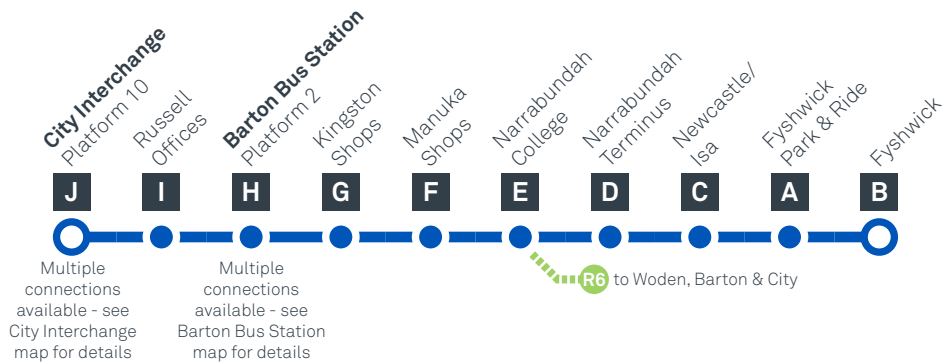 City Interchange
Platform 10
Russell
Offices
Barton Bus Station
Platform 2
Kingston
Shops
Manuka
Shops
Narrabundah
College
Narrabundah
Terminus
Newcastle/
Isa
Fyshwick
Park & Ride
Fyshwick
J
I
H
G
F
E
D
C
A
B
Multiple
connections
available - see
City Interchange
map for details
Multiple
connections
available - see
Barton Bus Station
map for details
R6 to Woden, Barton & City